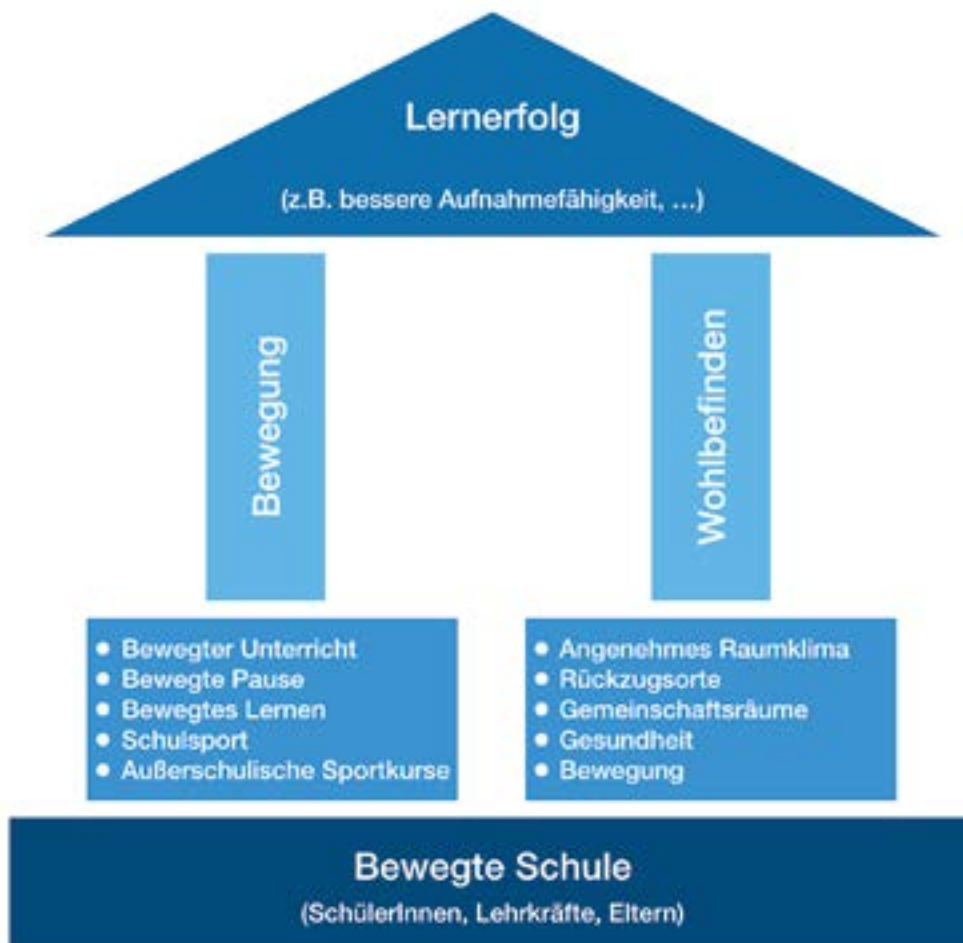 Lernerfolg
(z.B. bessere Aufnahmefähigkeit, ...)
Bewegung
Wohlbefinden
• Bewegter Unterricht
• Bewegte Pause
• Bewegtes Lernen
• Schulsport
• Außerschulische Sportkurse
• Angenehmes Raumklima
• Rückzugsorte
• Gemeinschaftsräume
• Gesundheit
• Bewegung
Bewegte Schule
(SchülerInnen, Lehrkräfte, Eltern)